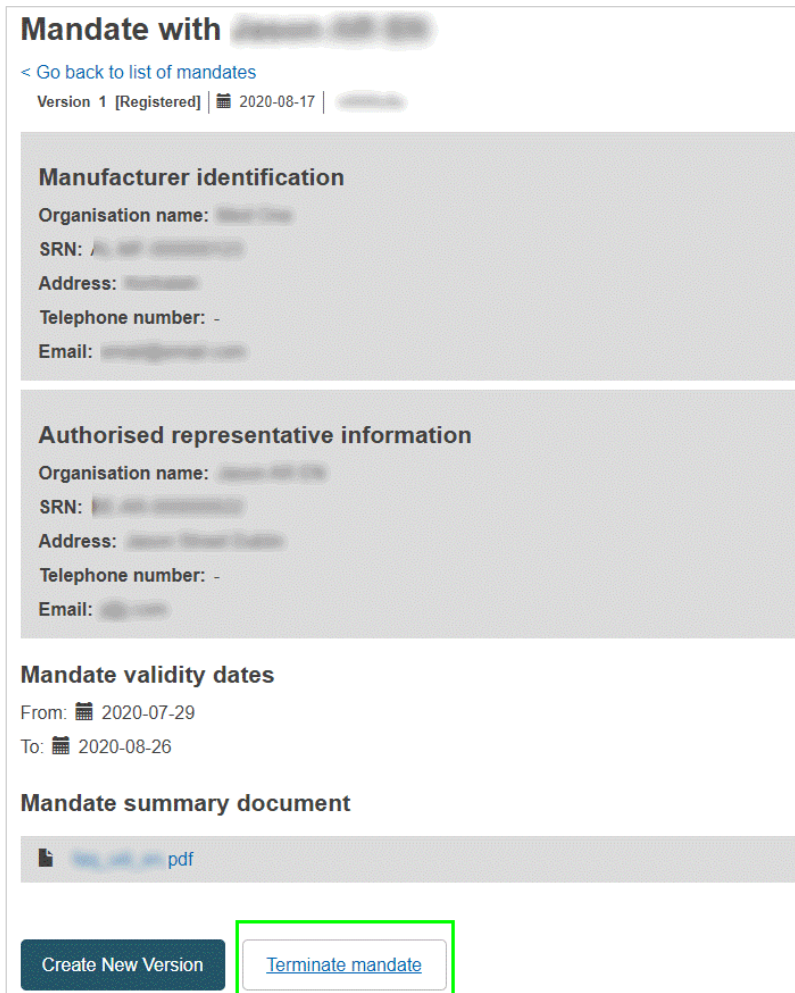 Mandate with
< Go back to list of mandates
Version 1 [Registered] 2020-08-17
Manufacturer identification
Organisation name:
SRN:
Address:
Telephone number: -
Email:
Authorised representative information
Organisation name:
SRN:
Address:
Telephone number: -
Email:
Mandate validity dates
From: 2020-07-29
To: 2020-08-26
Mandate summary document
pdf
Create New Version
Terminate mandate